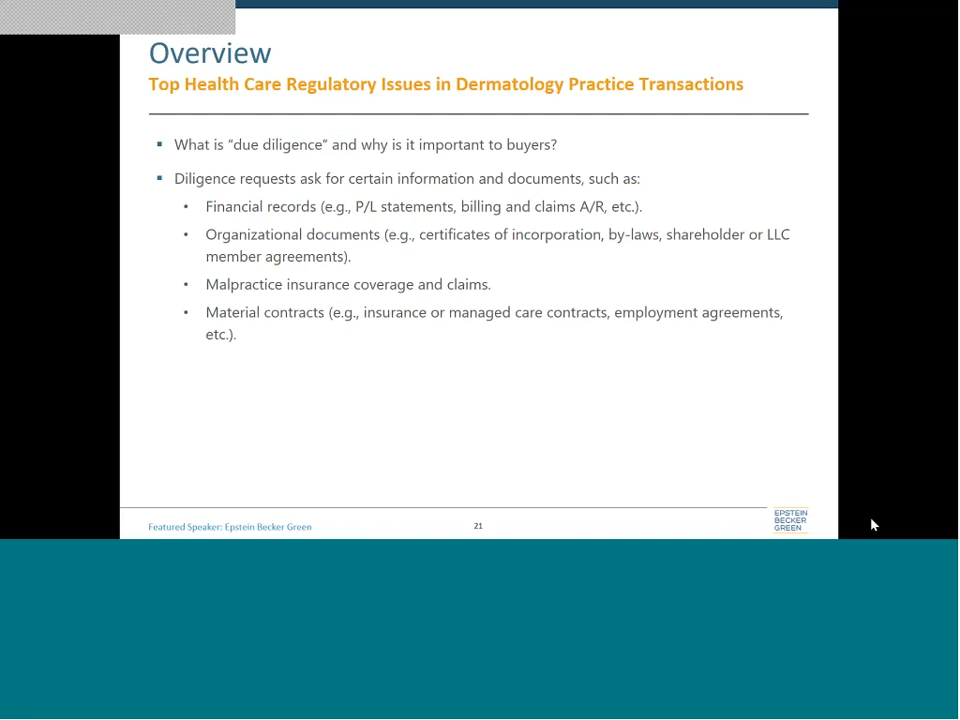 Overview
Top Health Care Regulatory Issues in Dermatology Practice Transactions
▪ What is “due diligence” and why is it important to buyers?
▪ Diligence requests ask for certain information and documents, such as:
• Financial records (e.g., P/L statements, billing and claims A/R, etc.).
• Organizational documents (e.g., certificates of incorporation, by-laws, shareholder or LLC
member agreements).
• Malpractice insurance coverage and claims.
• Material contracts (e.g., insurance or managed care contracts, employment agreements,
etc.).
Featured Speaker: Epstein Becker Green
21
EPSTEIN
BECKER
GREEN